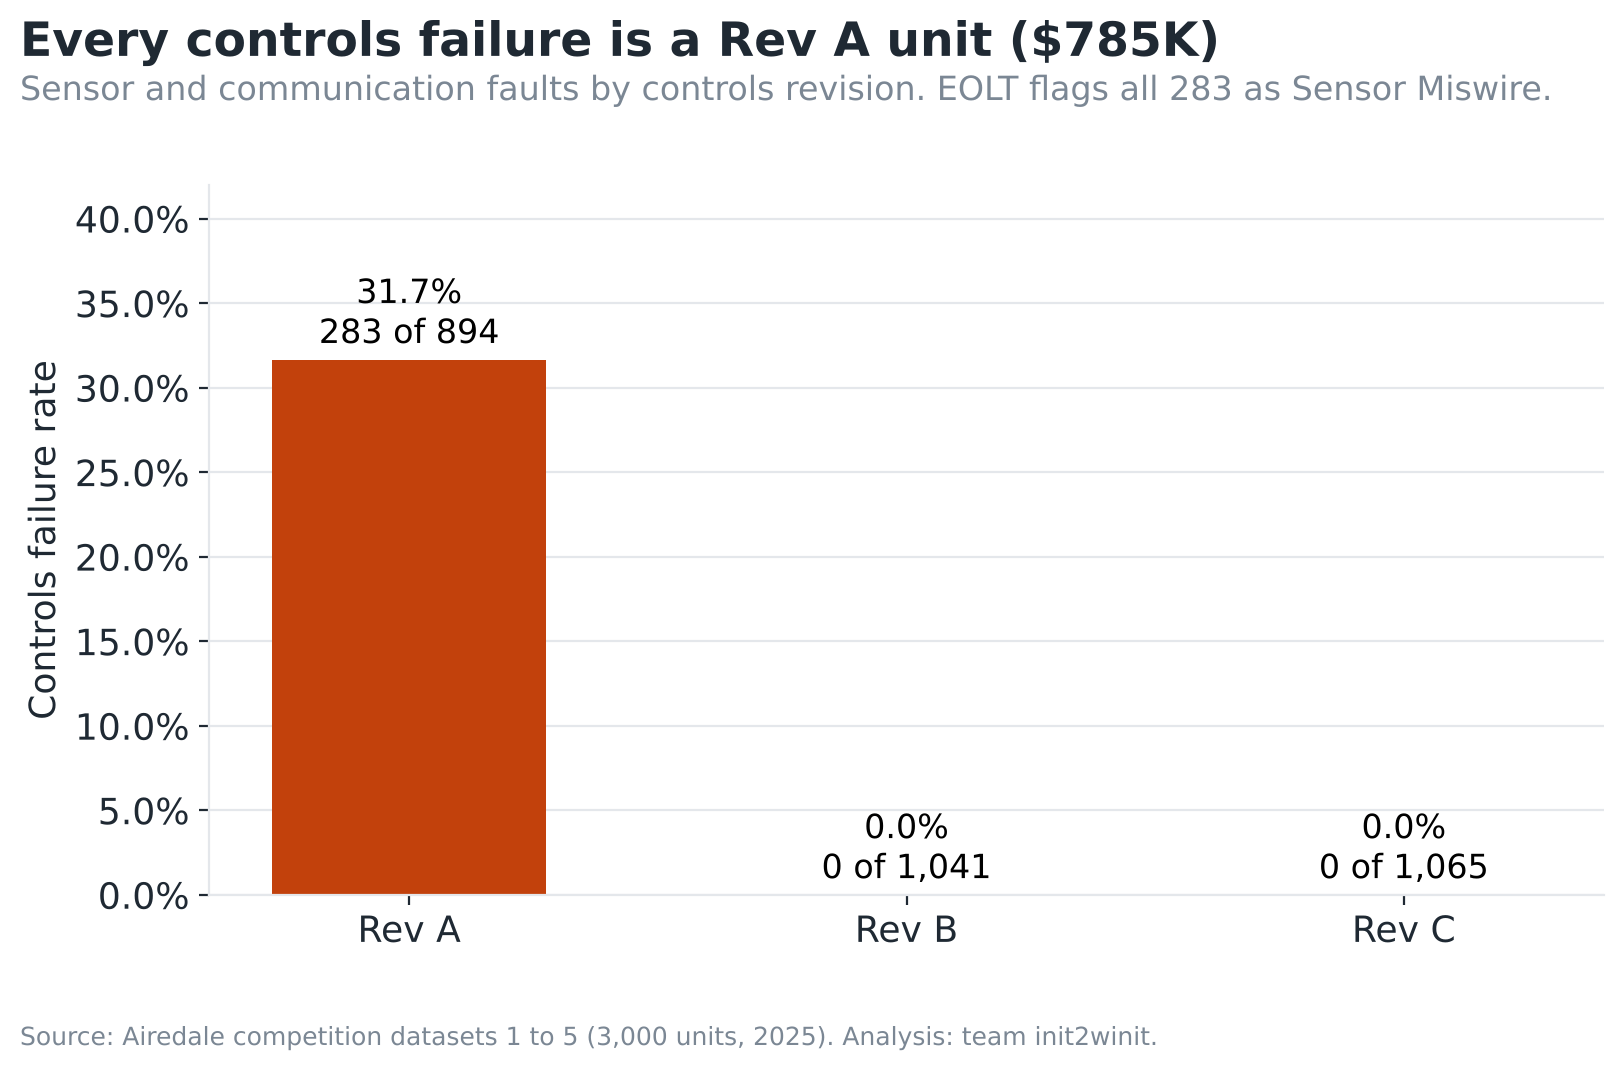 Every controls failure is a Rev A unit ($785K)
Sensor and communication faults by controls revision. EOLT flags all 283 as Sensor Miswire.
Controls failure rate
40.0%
35.0%
30.0%
25.0%
20.0%
15.0%
10.0%
5.0%
0.0%
31.7%
283 of 894
0.0%
0 of 1,041
0.0%
0 of 1,065
Rev A
Rev B
Rev C
Source: Airedale competition datasets 1 to 5 (3,000 units, 2025). Analysis: team init2winit.